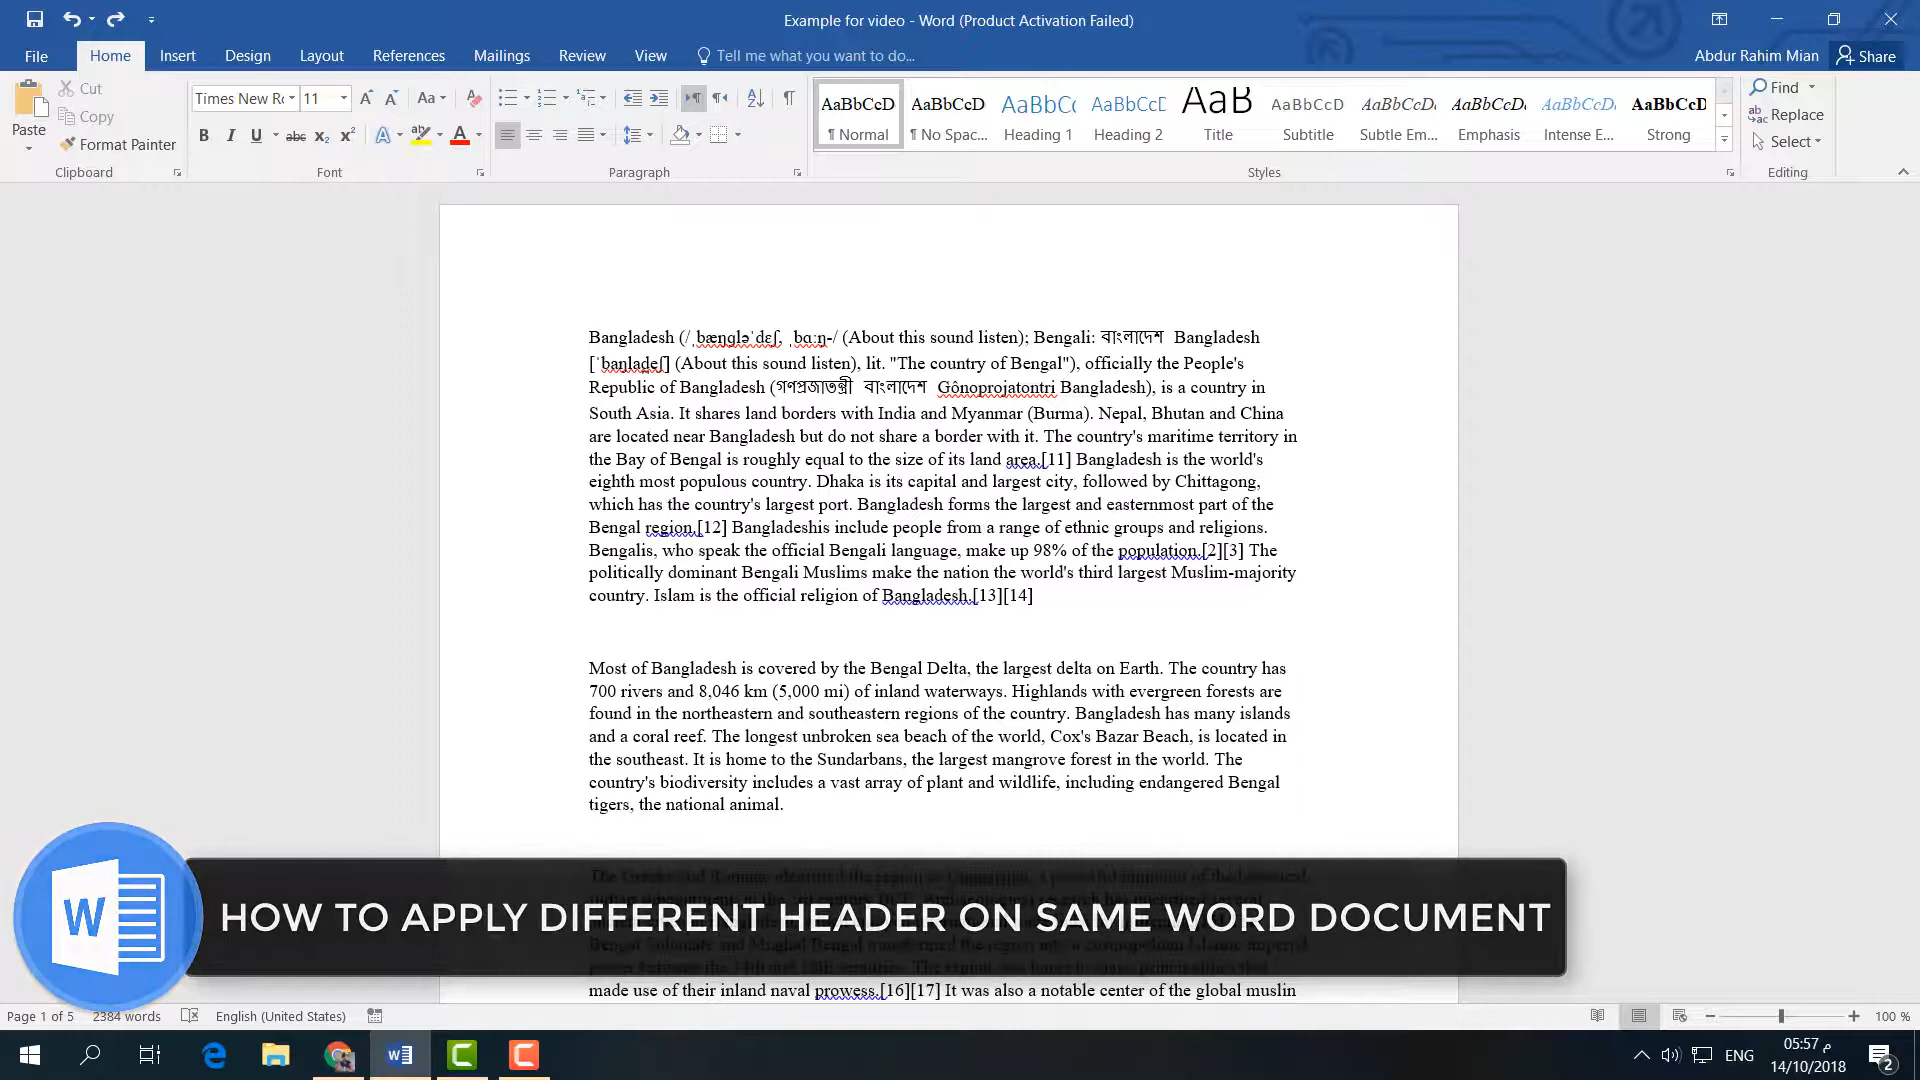 Example for video - Word (Product Activation Failed)
File Home Insert Design Layout References Mailings Review View Tell me what you want to do... Abdur Rahim Mian Share
Paste
Cut
Copy
Format Painter
Clipboard
Times New Ro 11
Aa
B I U abc X₂ X² A ab A
Font
Paragraph
AaBbCcD AaBbCcD AaBbC AaBbCcD AaB AaBbCcD AaBbCcD AaBbCcD AaBbCcD AaBbCcD
¶ Normal ¶ No Spac... Heading 1 Heading 2 Title Subtitle Subtle Em... Emphasis Intense E... Strong
Styles
Find
Replace
Select
Editing
Bangladesh (/ˌbæŋɡləˈdɛʃ, ˌbɑːŋ-/ (About this sound listen); Bengali: বাংলাদেশ Bangladesh
[ˈbaŋlad̪eʃ] (About this sound listen), lit. "The country of Bengal"), officially the People's
Republic of Bangladesh (গণপ্রজাতন্ত্রী বাংলাদেশ Gônoprojatontri Bangladesh), is a country in
South Asia. It shares land borders with India and Myanmar (Burma). Nepal, Bhutan and China
are located near Bangladesh but do not share a border with it. The country's maritime territory in
the Bay of Bengal is roughly equal to the size of its land area.[11] Bangladesh is the world's
eighth most populous country. Dhaka is its capital and largest city, followed by Chittagong,
which has the country's largest port. Bangladesh forms the largest and easternmost part of the
Bengal region.[12] Bangladeshis include people from a range of ethnic groups and religions.
Bengalis, who speak the official Bengali language, make up 98% of the population.[2][3] The
politically dominant Bengali Muslims make the nation the world's third largest Muslim-majority
country. Islam is the official religion of Bangladesh.[13][14]
Most of Bangladesh is covered by the Bengal Delta, the largest delta on Earth. The country has
700 rivers and 8,046 km (5,000 mi) of inland waterways. Highlands with evergreen forests are
found in the northeastern and southeastern regions of the country. Bangladesh has many islands
and a coral reef. The longest unbroken sea beach of the world, Cox's Bazar Beach, is located in
the southeast. It is home to the Sundarbans, the largest mangrove forest in the world. The
country's biodiversity includes a vast array of plant and wildlife, including endangered Bengal
tigers, the national animal.
W
HOW TO APPLY DIFFERENT HEADER ON SAME WORD DOCUMENT
made use of their inland naval prowess.[16][17] It was also a notable center of the global muslin
Page 1 of 5 2384 words English (United States) 100 %
ENG
05:57 م
14/10/2018
2